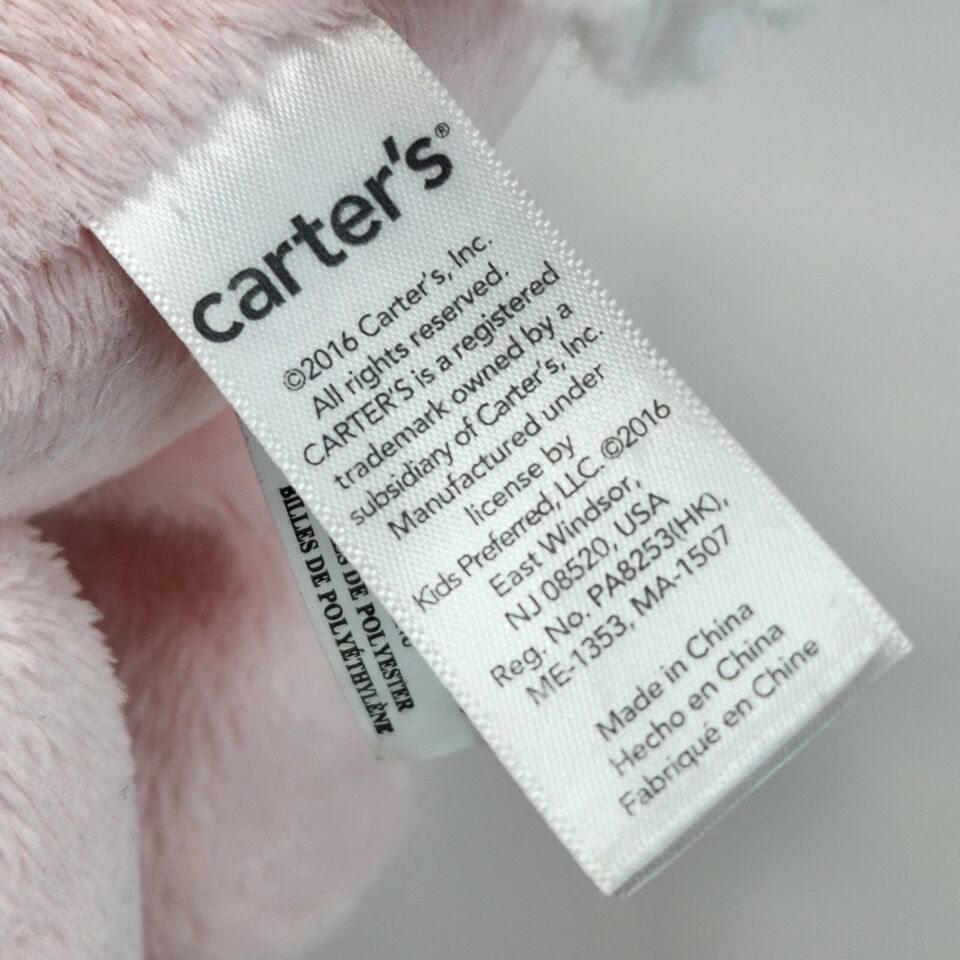 carter's®
©2016 Carter's, Inc.
All rights reserved.
CARTER'S is a registered
trademark owned by a
subsidiary of Carter's, Inc.
Manufactured under
license by
Kids Preferred, LLC. ©2016
East Windsor,
NJ 08520, USA
Reg. No. PA8253(HK),
ME-1353, MA-1507
Made in China
Hecho en China
Fabriqué en Chine
DE POLYESTER
BILLES DE POLYÉTHYLÈNE